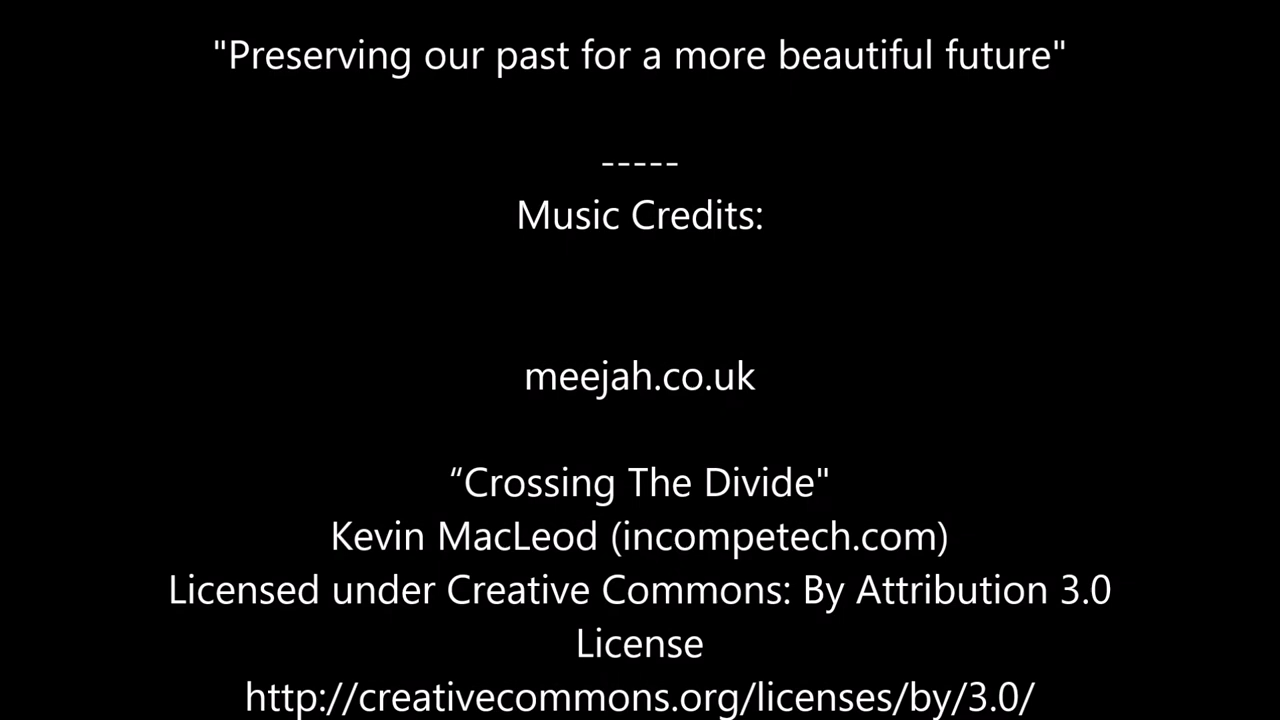 "Preserving our past for a more beautiful future"
-----
Music Credits:
meejah.co.uk
“Crossing The Divide"
Kevin MacLeod (incompetech.com)
Licensed under Creative Commons: By Attribution 3.0
License
http://creativecommons.org/licenses/by/3.0/